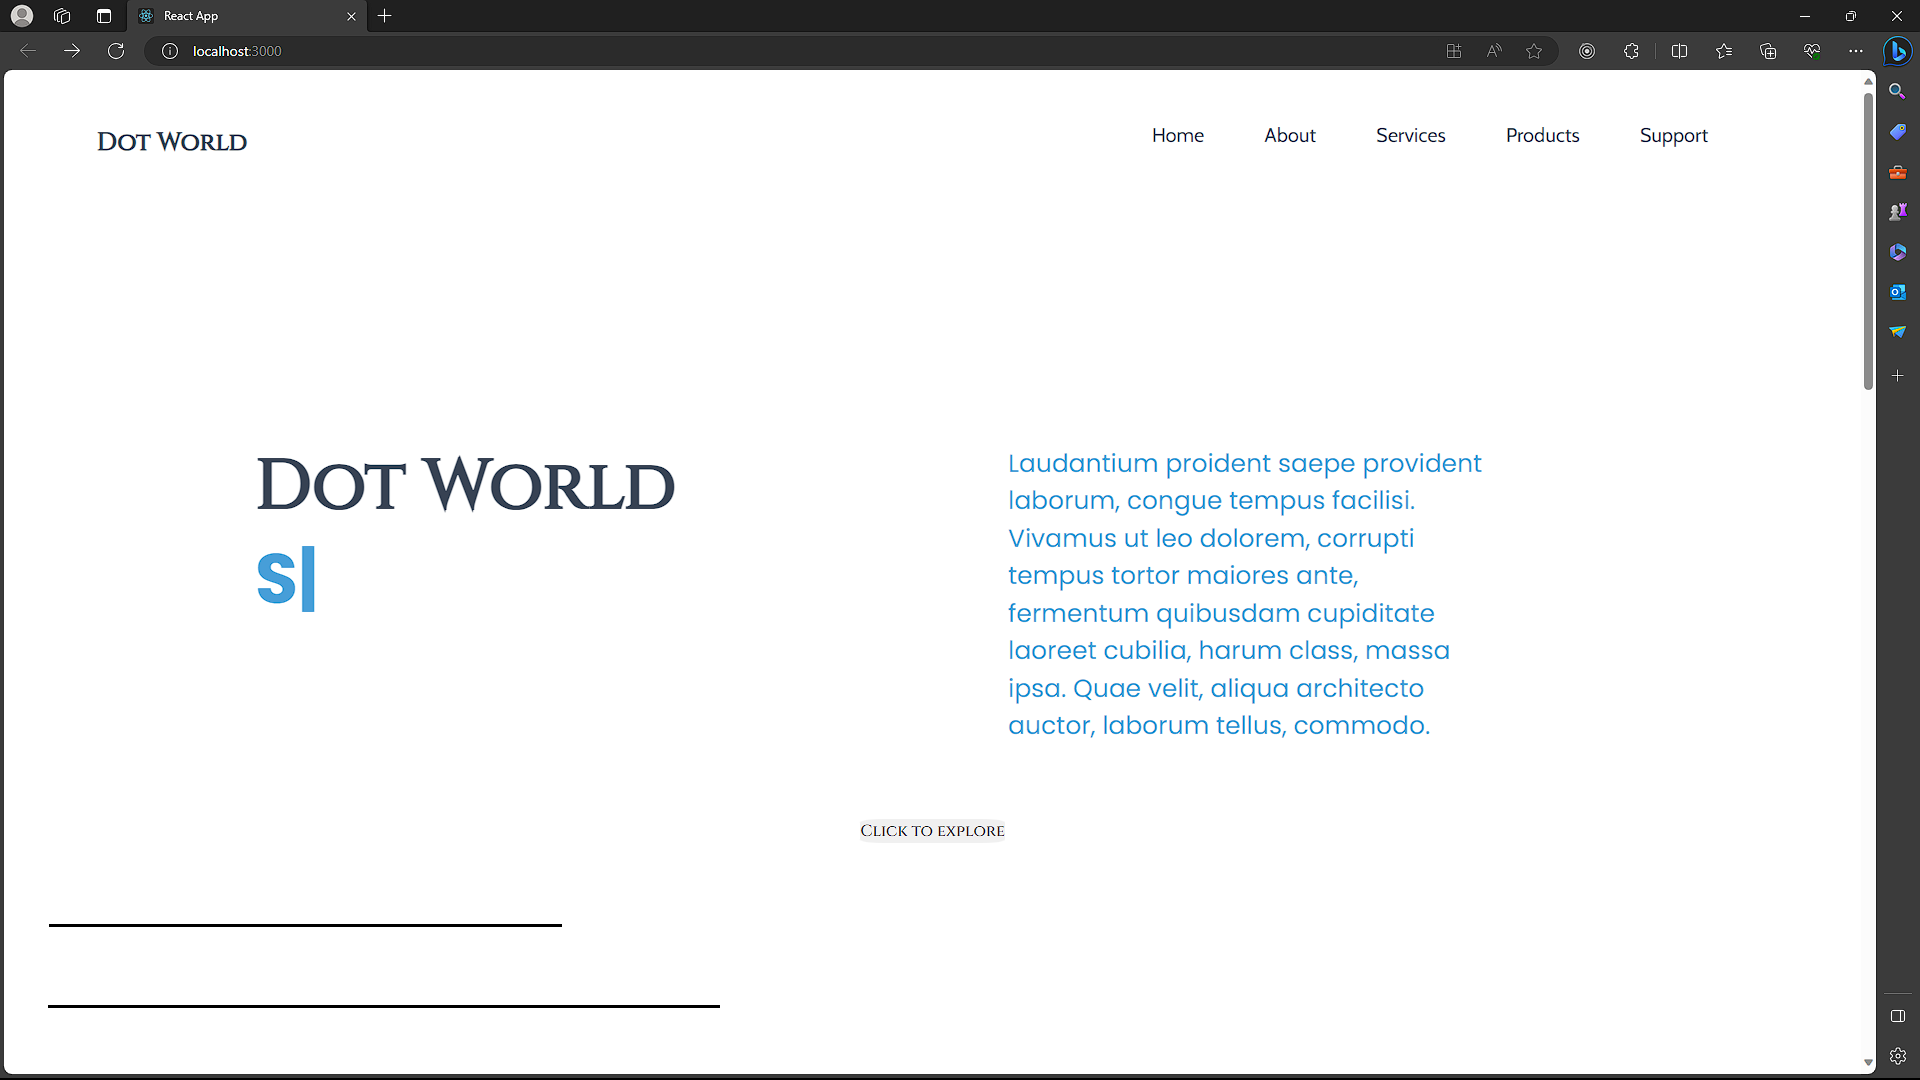 React App
localhost:3000
Dot World
Home About Services Products Support
Dot World
S|
Laudantium proident saepe provident
laborum, congue tempus facilisi.
Vivamus ut leo dolorem, corrupti
tempus tortor maiores ante,
fermentum quibusdam cupiditate
laoreet cubilia, harum class, massa
ipsa. Quae velit, aliqua architecto
auctor, laborum tellus, commodo.
Click to explore